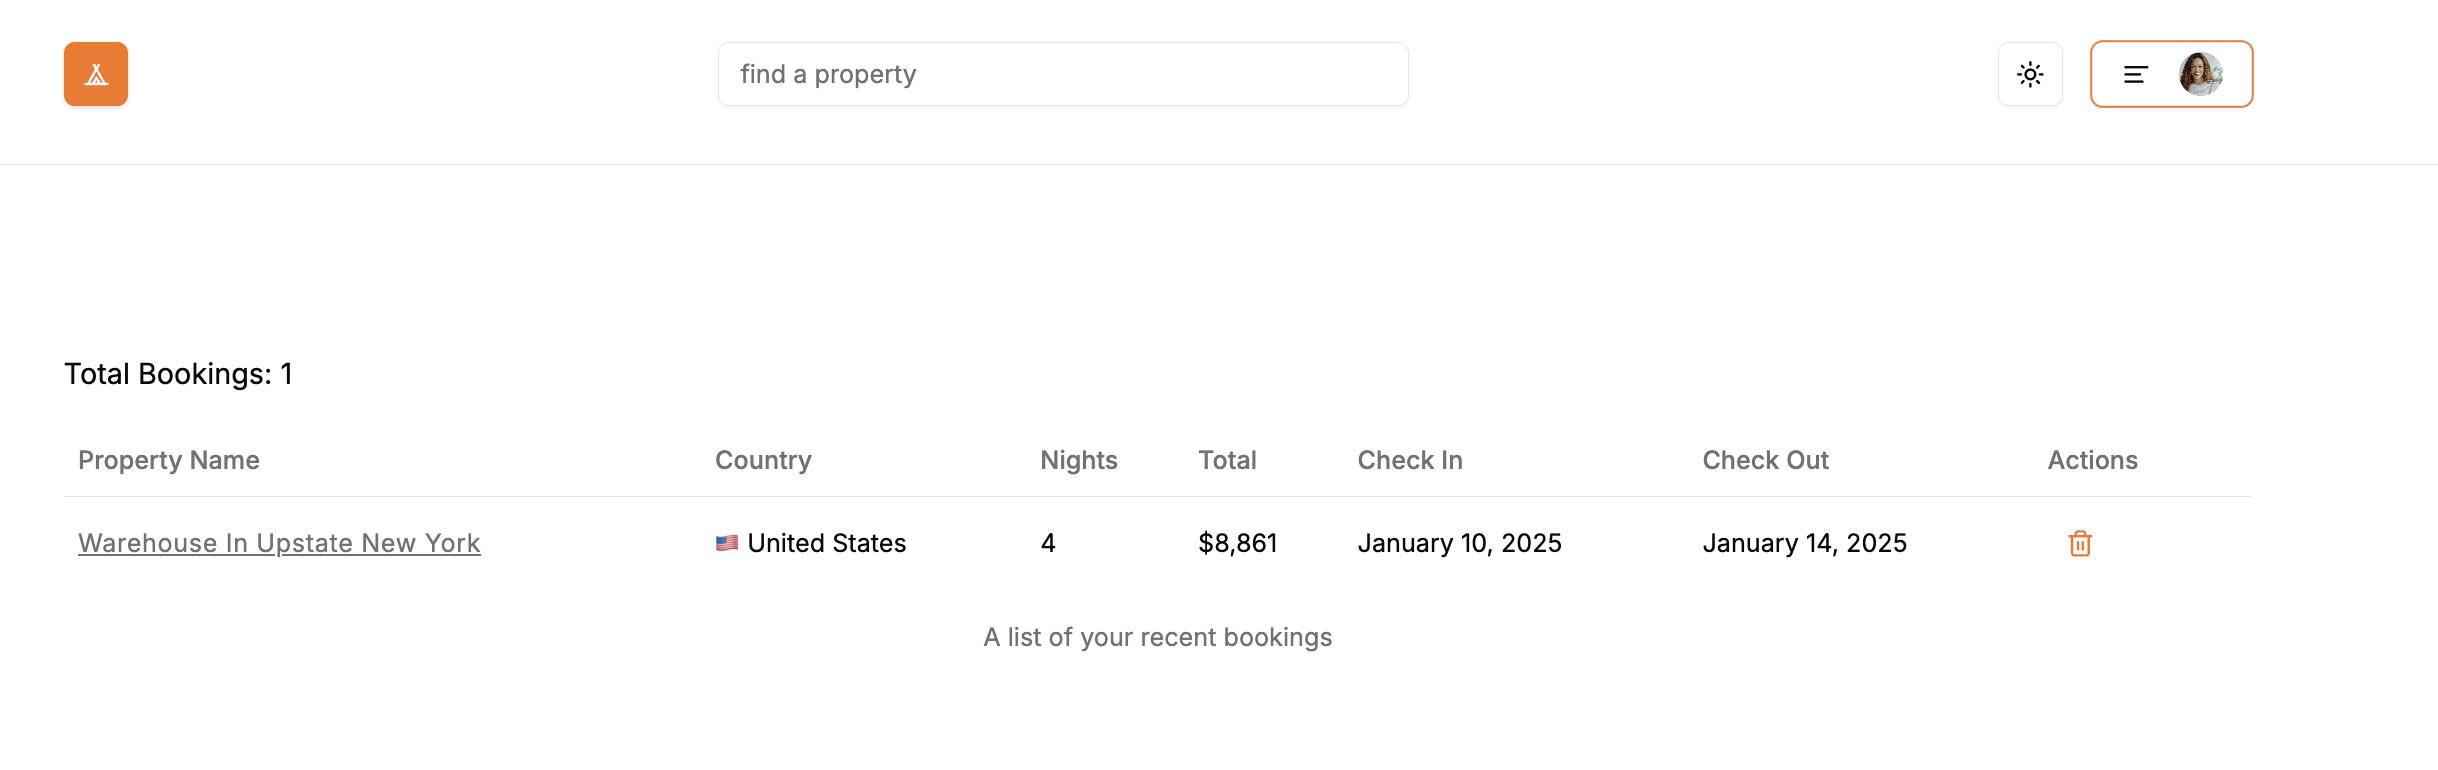 find a property
Total Bookings: 1
Property Name Country Nights Total Check In Check Out Actions
Warehouse In Upstate New York 🇺🇸 United States 4 $8,861 January 10, 2025 January 14, 2025
A list of your recent bookings